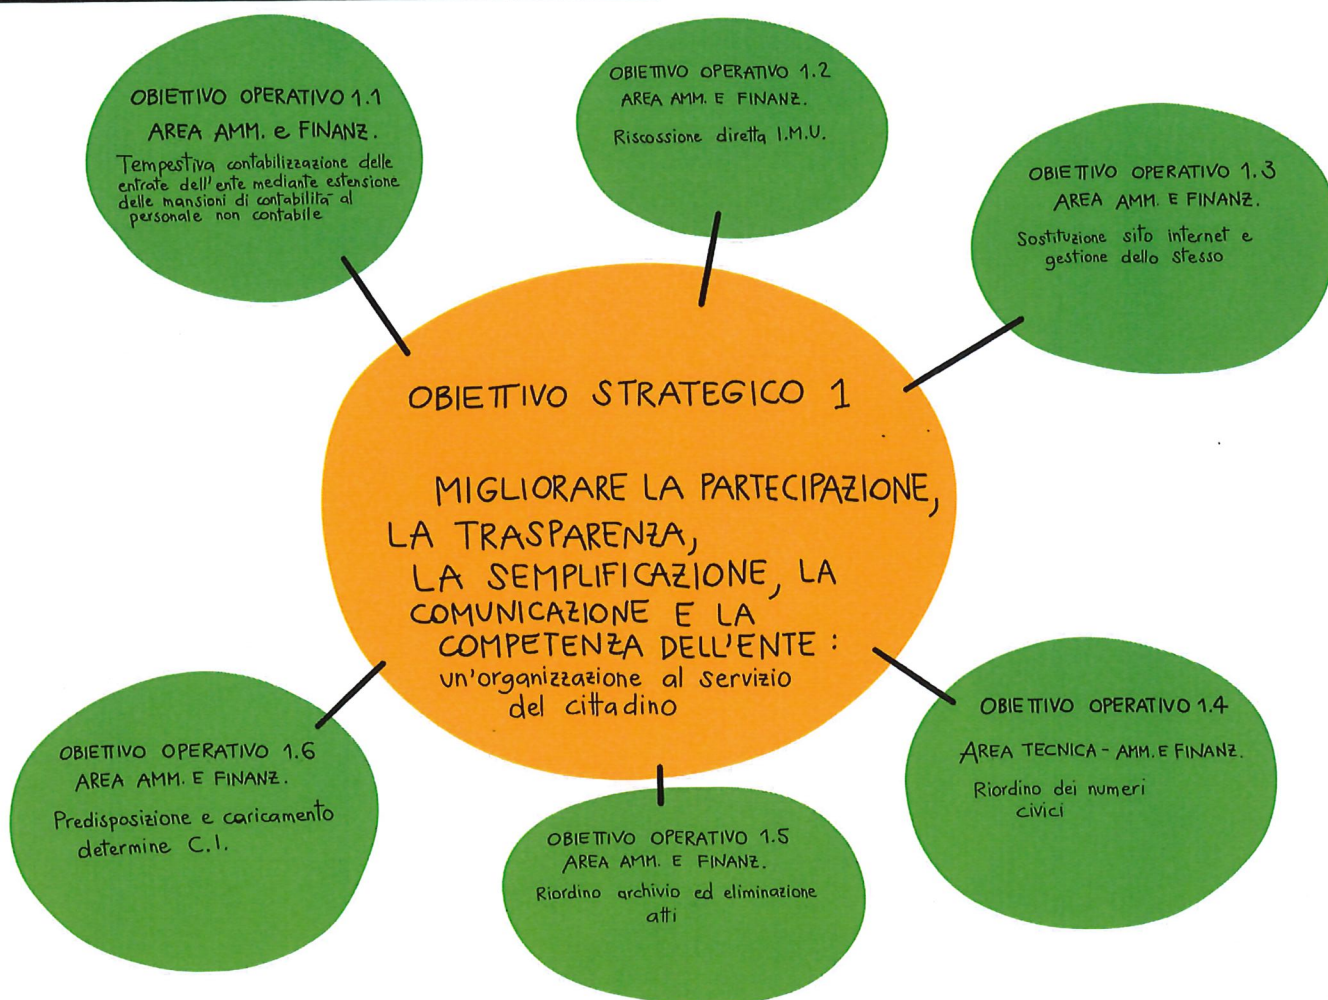 OBIETTIVO OPERATIVO 1.1
AREA AMM. e FINANZ.
Tempestiva contabilizzazione delle
entrate dell'ente mediante estensione
delle mansioni di contabilità al
personale non contabile
OBIETTIVO OPERATIVO 1.2
AREA AMM. E FINANZ.
Riscossione diretta I.M.U.
OBIETTIVO OPERATIVO 1.3
AREA AMM. E FINANZ.
Sostituzione sito internet e
gestione dello stesso
OBIETTIVO STRATEGICO 1
MIGLIORARE LA PARTECIPAZIONE,
LA TRASPARENZA,
LA SEMPLIFICAZIONE, LA
COMUNICAZIONE E LA
COMPETENZA DELL'ENTE:
un'organizzazione al servizio
del cittadino
OBIETTIVO OPERATIVO 1.4
AREA TECNICA - AMM. E FINANZ.
Riordino dei numeri
civici
OBIETTIVO OPERATIVO 1.5
AREA AMM. E FINANZ.
Riordino archivio ed eliminazione
atti
OBIETTIVO OPERATIVO 1.6
AREA AMM. E FINANZ.
Predisposizione e caricamento
determine C.I.